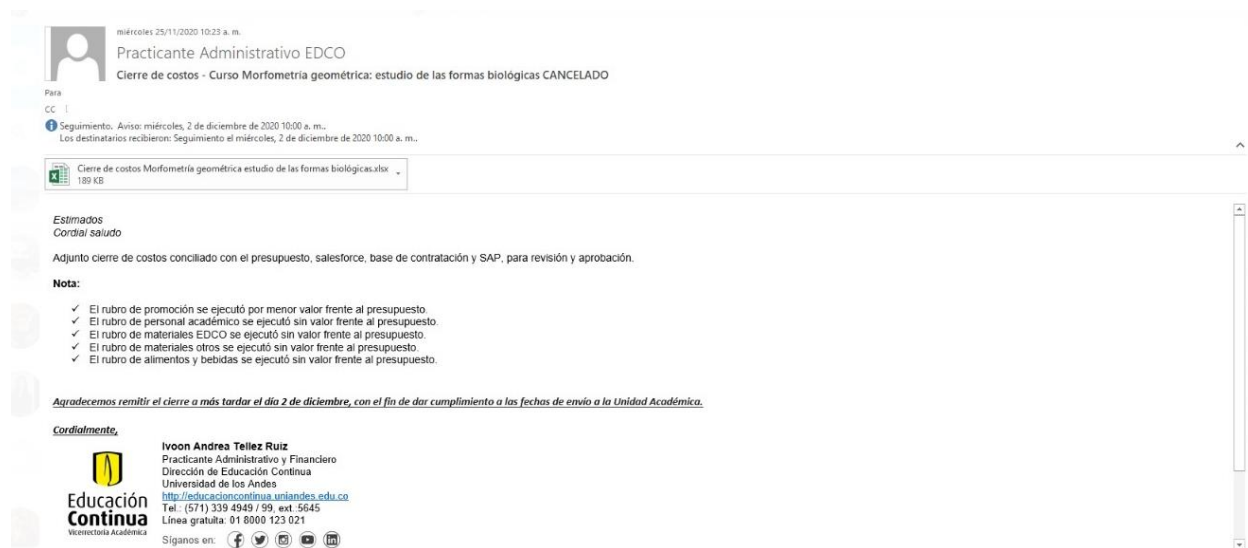 miércoles 25/11/2020 10:23 a. m.
Practicante Administrativo EDCO
Cierre de costos - Curso Morfometría geométrica: estudio de las formas biológicas CANCELADO
Para
CC
Seguimiento. Aviso: miércoles, 2 de diciembre de 2020 10:00 a. m..
Los destinatarios recibieron: Seguimiento el miércoles, 2 de diciembre de 2020 10:00 a. m..
Cierre de costos Morfometría geométrica estudio de las formas biológicas.xlsx
189 KB
Estimados
Cordial saludo
Adjunto cierre de costos conciliado con el presupuesto, salesforce, base de contratación y SAP, para revisión y aprobación.
Nota:
✓ El rubro de promoción se ejecutó por menor valor frente al presupuesto.
✓ El rubro de personal académico se ejecutó sin valor frente al presupuesto.
✓ El rubro de materiales EDCO se ejecutó sin valor frente al presupuesto.
✓ El rubro de materiales otros se ejecutó sin valor frente al presupuesto.
✓ El rubro de alimentos y bebidas se ejecutó sin valor frente al presupuesto.
Agradecemos remitir el cierre a más tardar el día 2 de diciembre, con el fin de dar cumplimiento a las fechas de envío a la Unidad Académica.
Cordialmente,
Educación
Continua
Vicerrectoría Académica
Ivoon Andrea Tellez Ruiz
Practicante Administrativo y Financiero
Dirección de Educación Continua
Universidad de los Andes
http://educacioncontinua.uniandes.edu.co
Tel.: (571) 339 4949 / 99, ext.:5645
Línea gratuita: 01 8000 123 021
Síganos en: